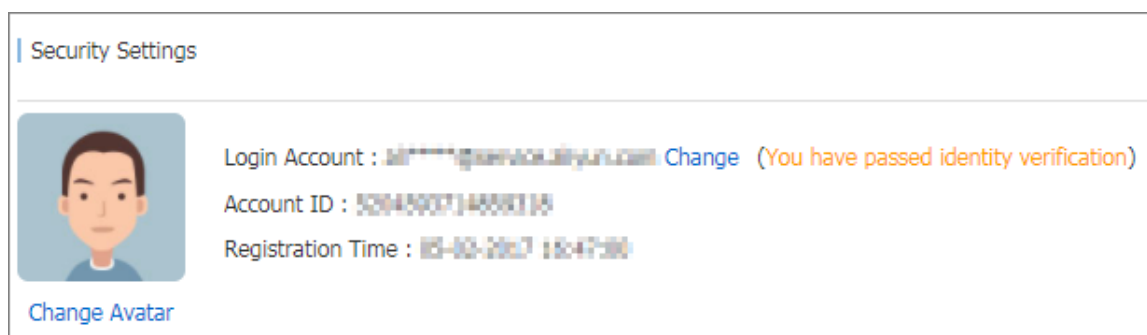 Security Settings
Login Account : Change (You have passed identity verification)
Account ID :
Registration Time :
Change Avatar